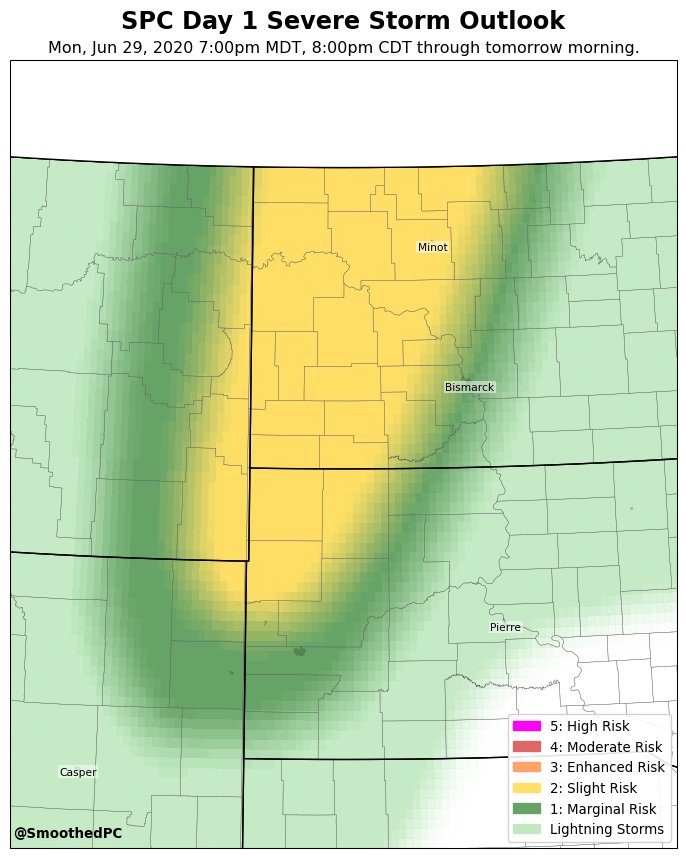 SPC Day 1 Severe Storm Outlook
Mon, Jun 29, 2020 7:00pm MDT, 8:00pm CDT through tomorrow morning.
Minot
Bismarck
Pierre
Casper
5: High Risk
4: Moderate Risk
3: Enhanced Risk
2: Slight Risk
1: Marginal Risk
Lightning Storms
@SmoothedPC